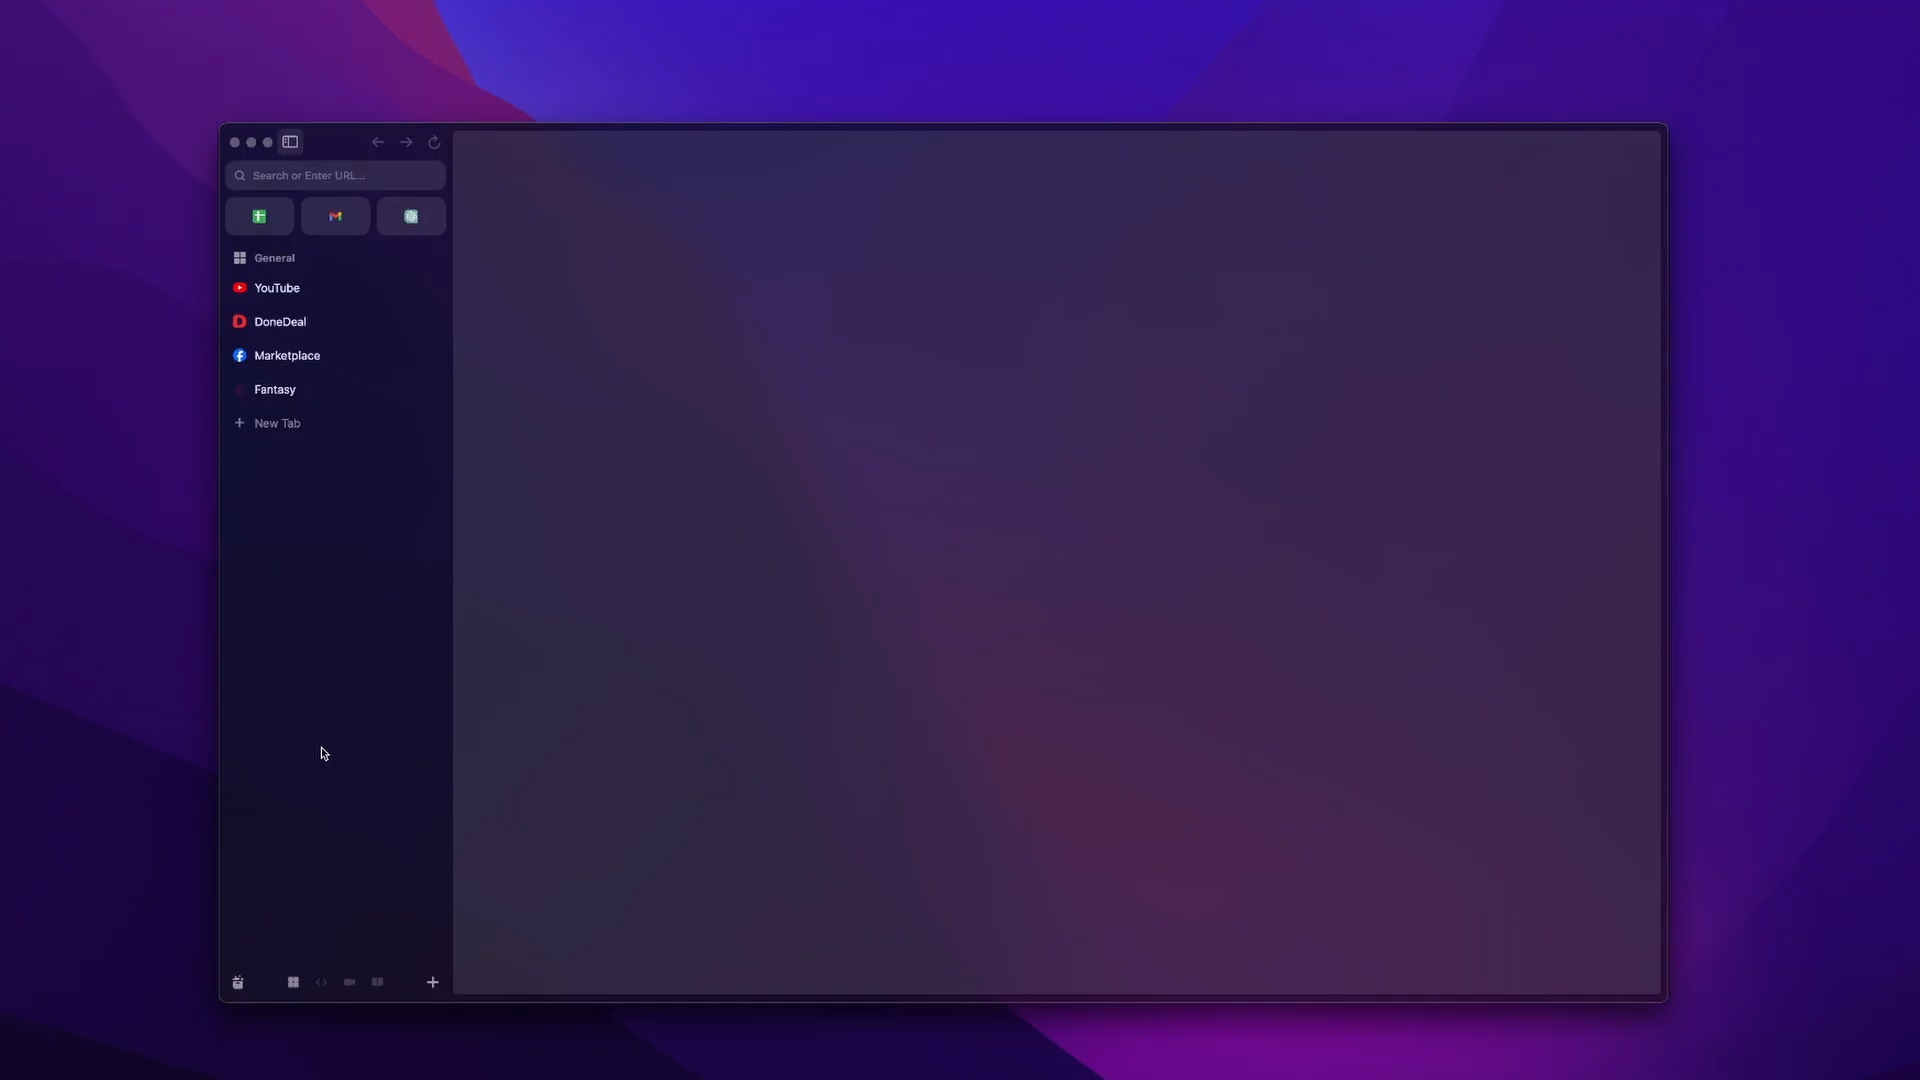 Search or Enter URL...
General
YouTube
DoneDeal
Marketplace
Fantasy
New Tab